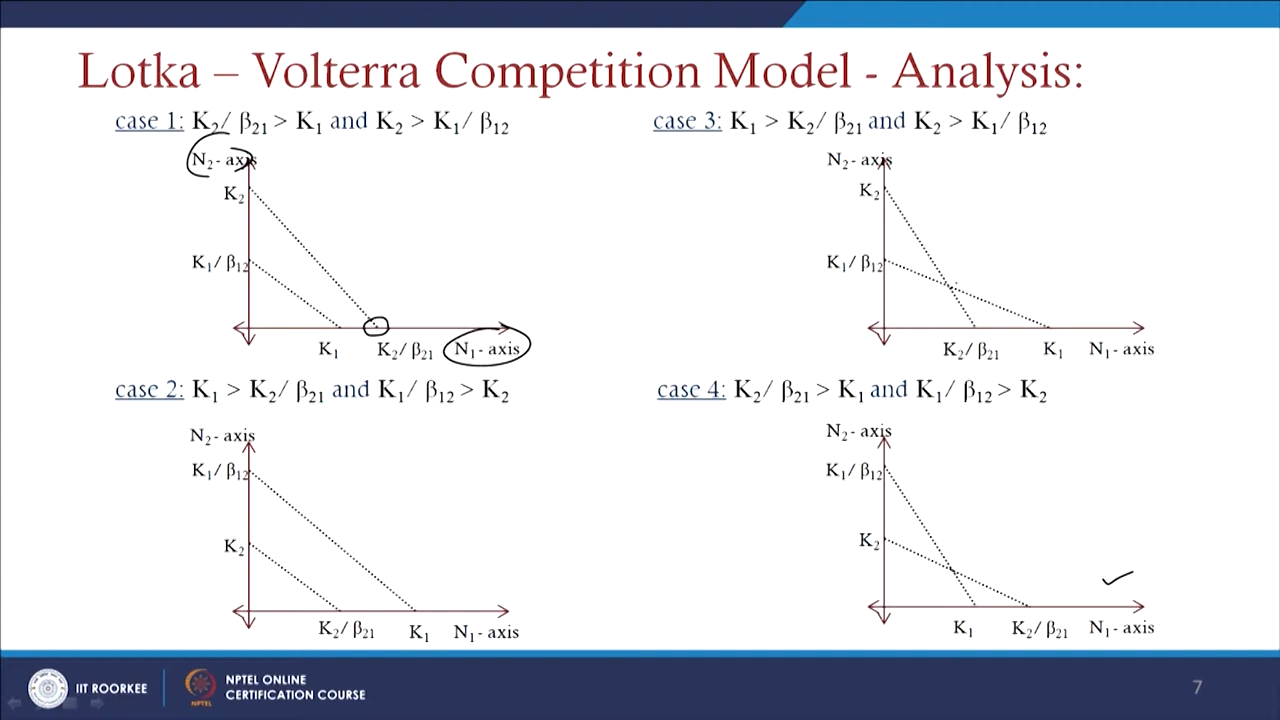 Lotka – Volterra Competition Model - Analysis:
case 1: K₂/ β₂₁ > K₁ and K₂ > K₁/ β₁₂
N₂- axis
K₂
K₁/ β₁₂
K₁
K₂/ β₂₁
N₁- axis
case 3: K₁ > K₂/ β₂₁ and K₂ > K₁/ β₁₂
N₂- axis
K₂
K₁/ β₁₂
K₂/ β₂₁
K₁
N₁- axis
case 2: K₁ > K₂/ β₂₁ and K₁/ β₁₂ > K₂
N₂- axis
K₁/ β₁₂
K₂
K₂/ β₂₁
K₁
N₁- axis
case 4: K₂/ β₂₁ > K₁ and K₁/ β₁₂ > K₂
N₂- axis
K₁/ β₁₂
K₂
K₁
K₂/ β₂₁
N₁- axis
IIT ROORKEE
NPTEL
NPTEL ONLINE
CERTIFICATION COURSE
7